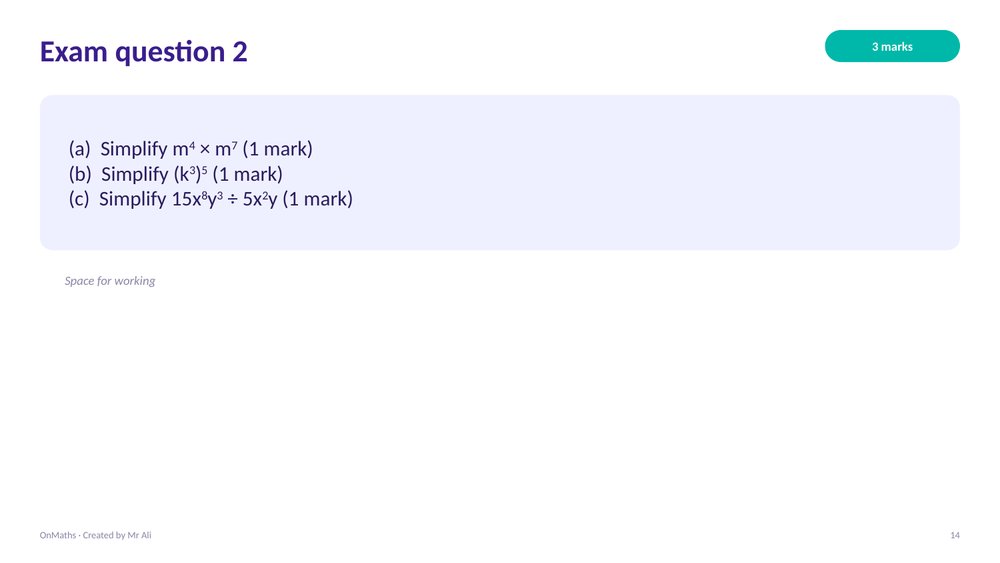 Exam question 2
3 marks
(a) Simplify m⁴ × m⁷ (1 mark)
(b) Simplify (k³)⁵ (1 mark)
(c) Simplify 15x⁸y³ ÷ 5x²y (1 mark)
Space for working
OnMaths · Created by Mr Ali
14